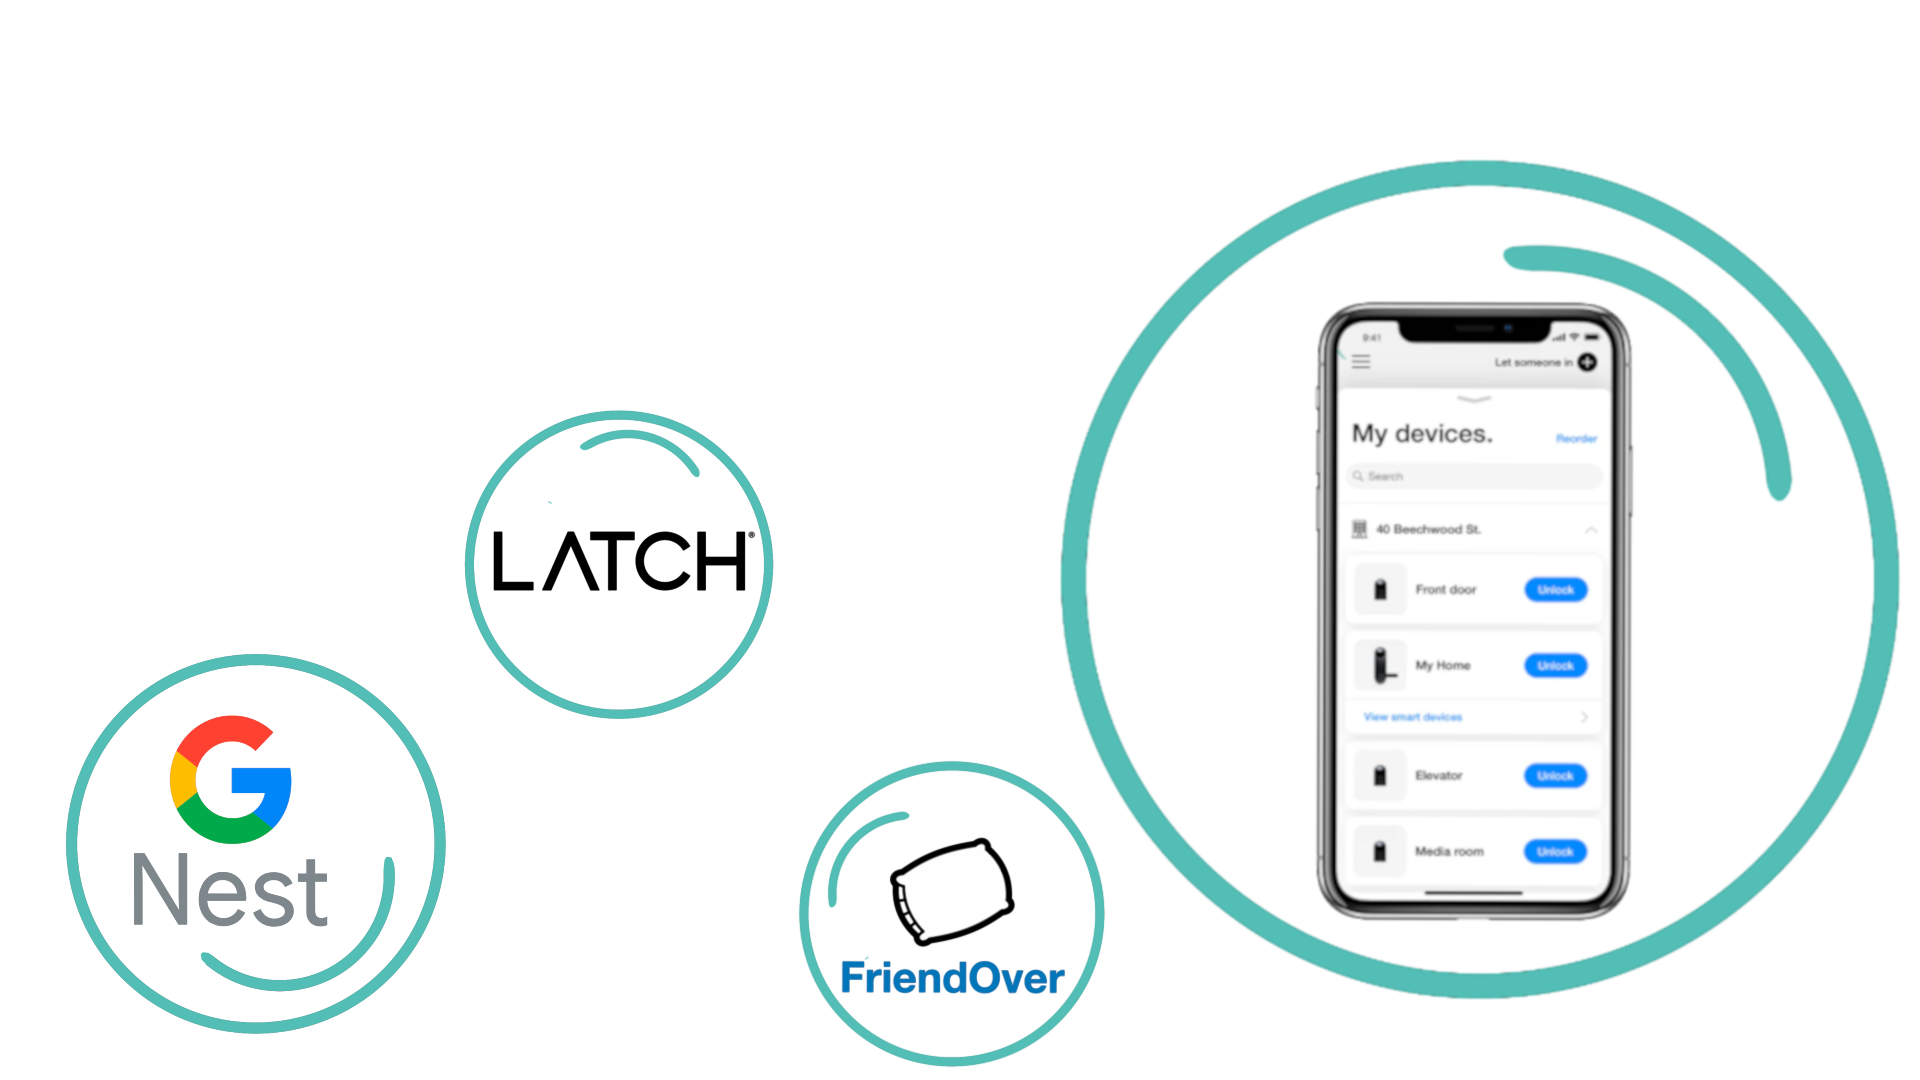 LATCH®
G
Nest
FriendOver
9:41
Let someone in
My devices.
Reorder
Search
40 Beechwood St.
Front door
Unlock
My Home
Unlock
View smart devices
Elevator
Unlock
Media room
Unlock